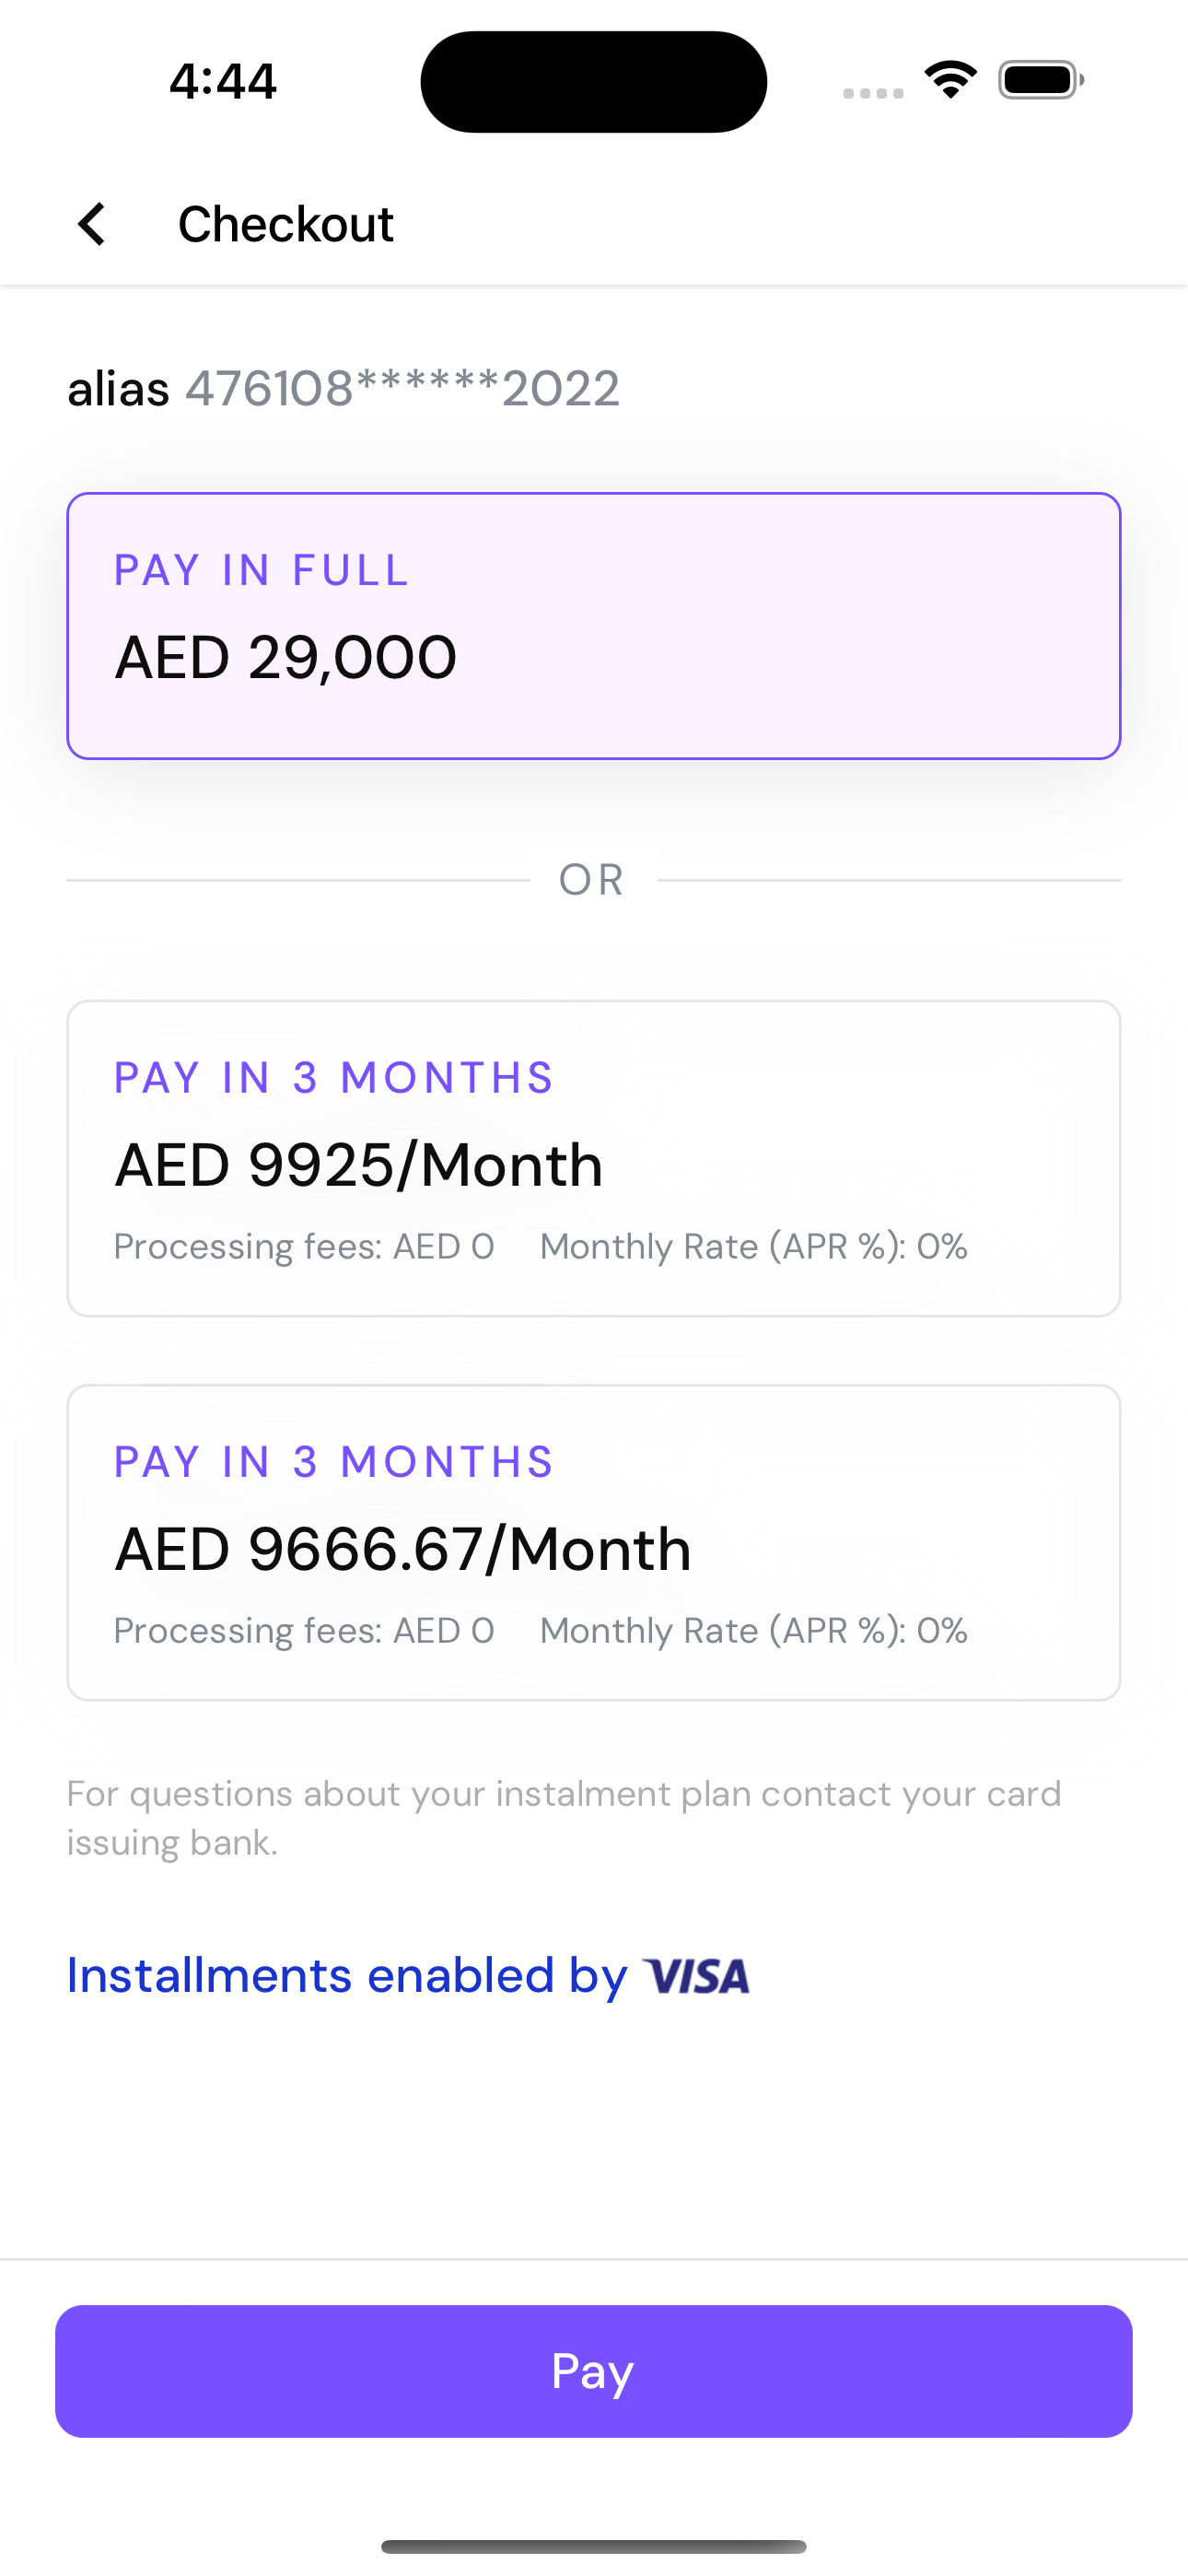 4:44
Checkout
alias 476108******2022
PAY IN FULL
AED 29,000
OR
PAY IN 3 MONTHS
AED 9925/Month
Processing fees: AED 0 Monthly Rate (APR %): 0%
PAY IN 3 MONTHS
AED 9666.67/Month
Processing fees: AED 0 Monthly Rate (APR %): 0%
For questions about your instalment plan contact your card
issuing bank.
Installments enabled by VISA
Pay